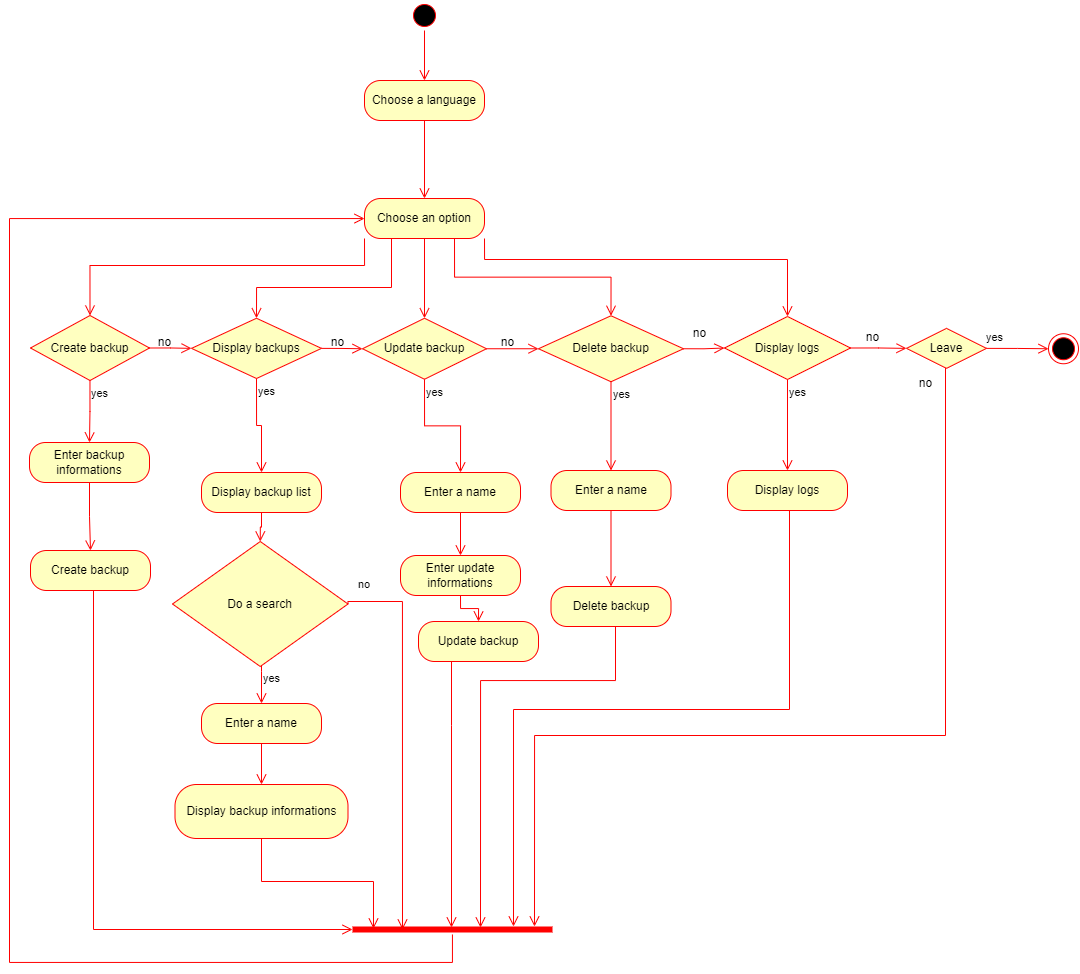 Choose a language
Choose an option
Create backup
no
Display backups
no
Update backup
no
Delete backup
no
Display logs
no
Leave
yes
yes
yes
yes
yes
yes
no
Enter backup
informations
Display backup list
Enter a name
Enter a name
Display logs
Create backup
Do a search
no
Enter update
informations
Delete backup
Update backup
yes
Enter a name
Display backup informations